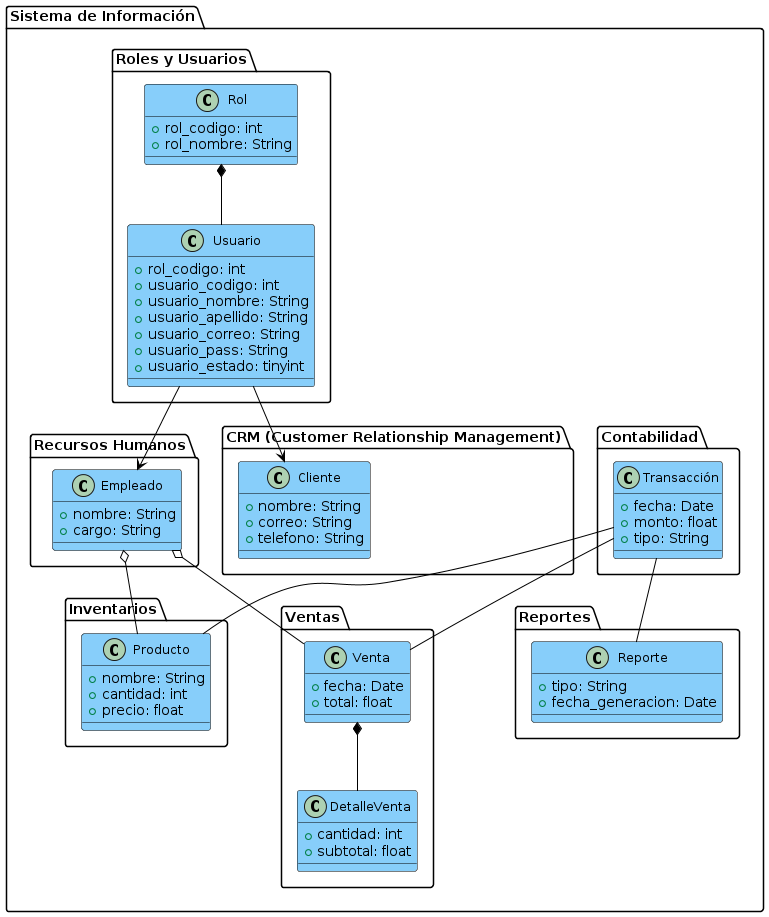 Sistema de Información
Roles y Usuarios
C Rol
rol_codigo: int
rol_nombre: String
C Usuario
rol_codigo: int
usuario_codigo: int
usuario_nombre: String
usuario_apellido: String
usuario_correo: String
usuario_pass: String
usuario_estado: tinyint
Recursos Humanos
C Empleado
nombre: String
cargo: String
CRM (Customer Relationship Management)
C Cliente
nombre: String
correo: String
telefono: String
Contabilidad
C Transacción
fecha: Date
monto: float
tipo: String
Inventarios
C Producto
nombre: String
cantidad: int
precio: float
Ventas
C Venta
fecha: Date
total: float
C DetalleVenta
cantidad: int
subtotal: float
Reportes
C Reporte
tipo: String
fecha_generacion: Date